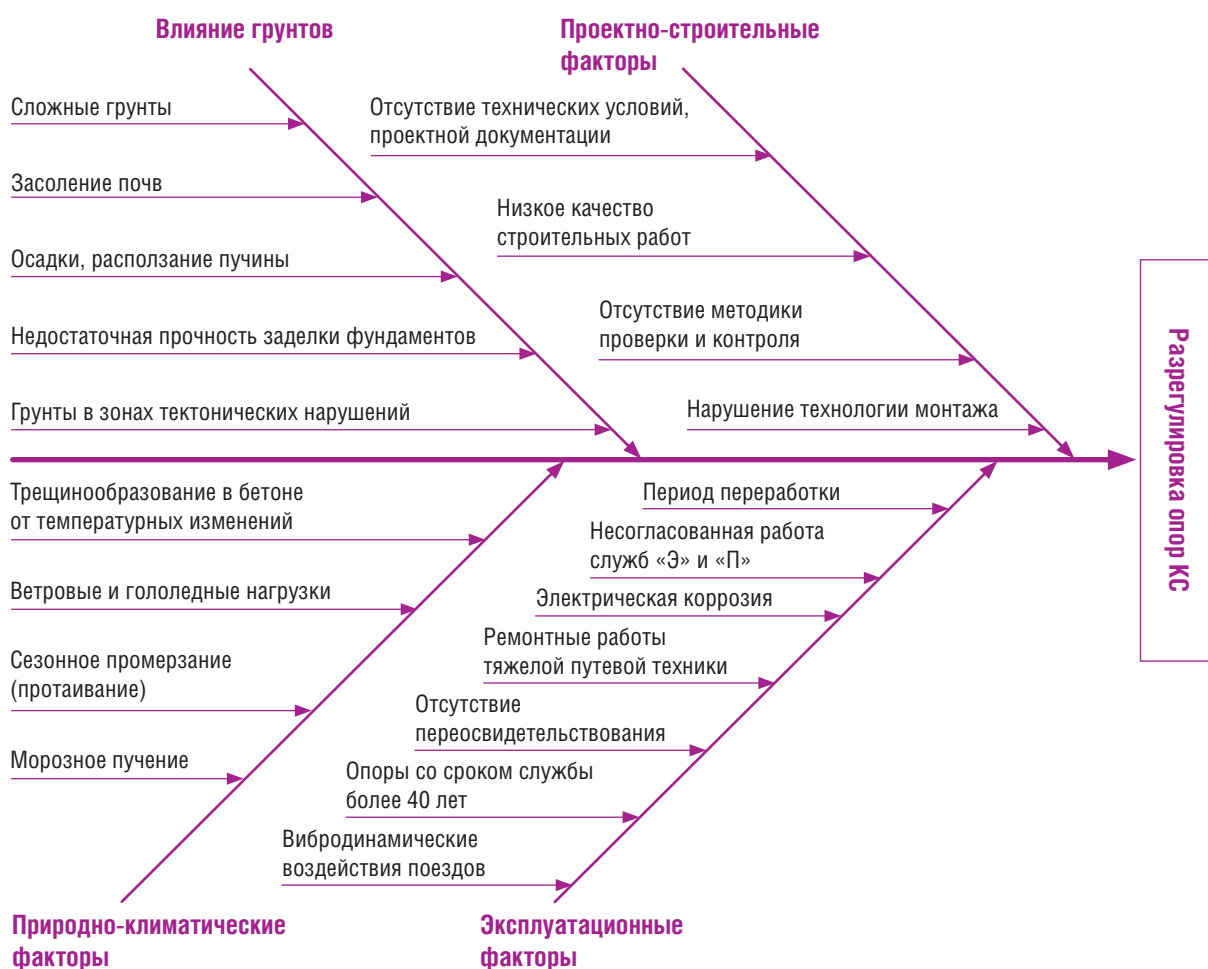 Влияние грунтов
Проектно-строительные
факторы
Сложные грунты
Засоление почв
Осадки, расползание пучины
Недостаточная прочность заделки фундаментов
Грунты в зонах тектонических нарушений
Отсутствие технических условий,
проектной документации
Низкое качество
строительных работ
Отсутствие методики
проверки и контроля
Нарушение технологии монтажа
Разрегулировка опор КС
Трещинообразование в бетоне
от температурных изменений
Ветровые и гололедные нагрузки
Сезонное промерзание
(протаивание)
Морозное пучение
Период переработки
Несогласованная работа
служб «Э» и «П»
Электрическая коррозия
Ремонтные работы
тяжелой путевой техники
Отсутствие
переосвидетельствования
Опоры со сроком службы
более 40 лет
Вибродинамические
воздействия поездов
Природно-климатические
факторы
Эксплуатационные
факторы